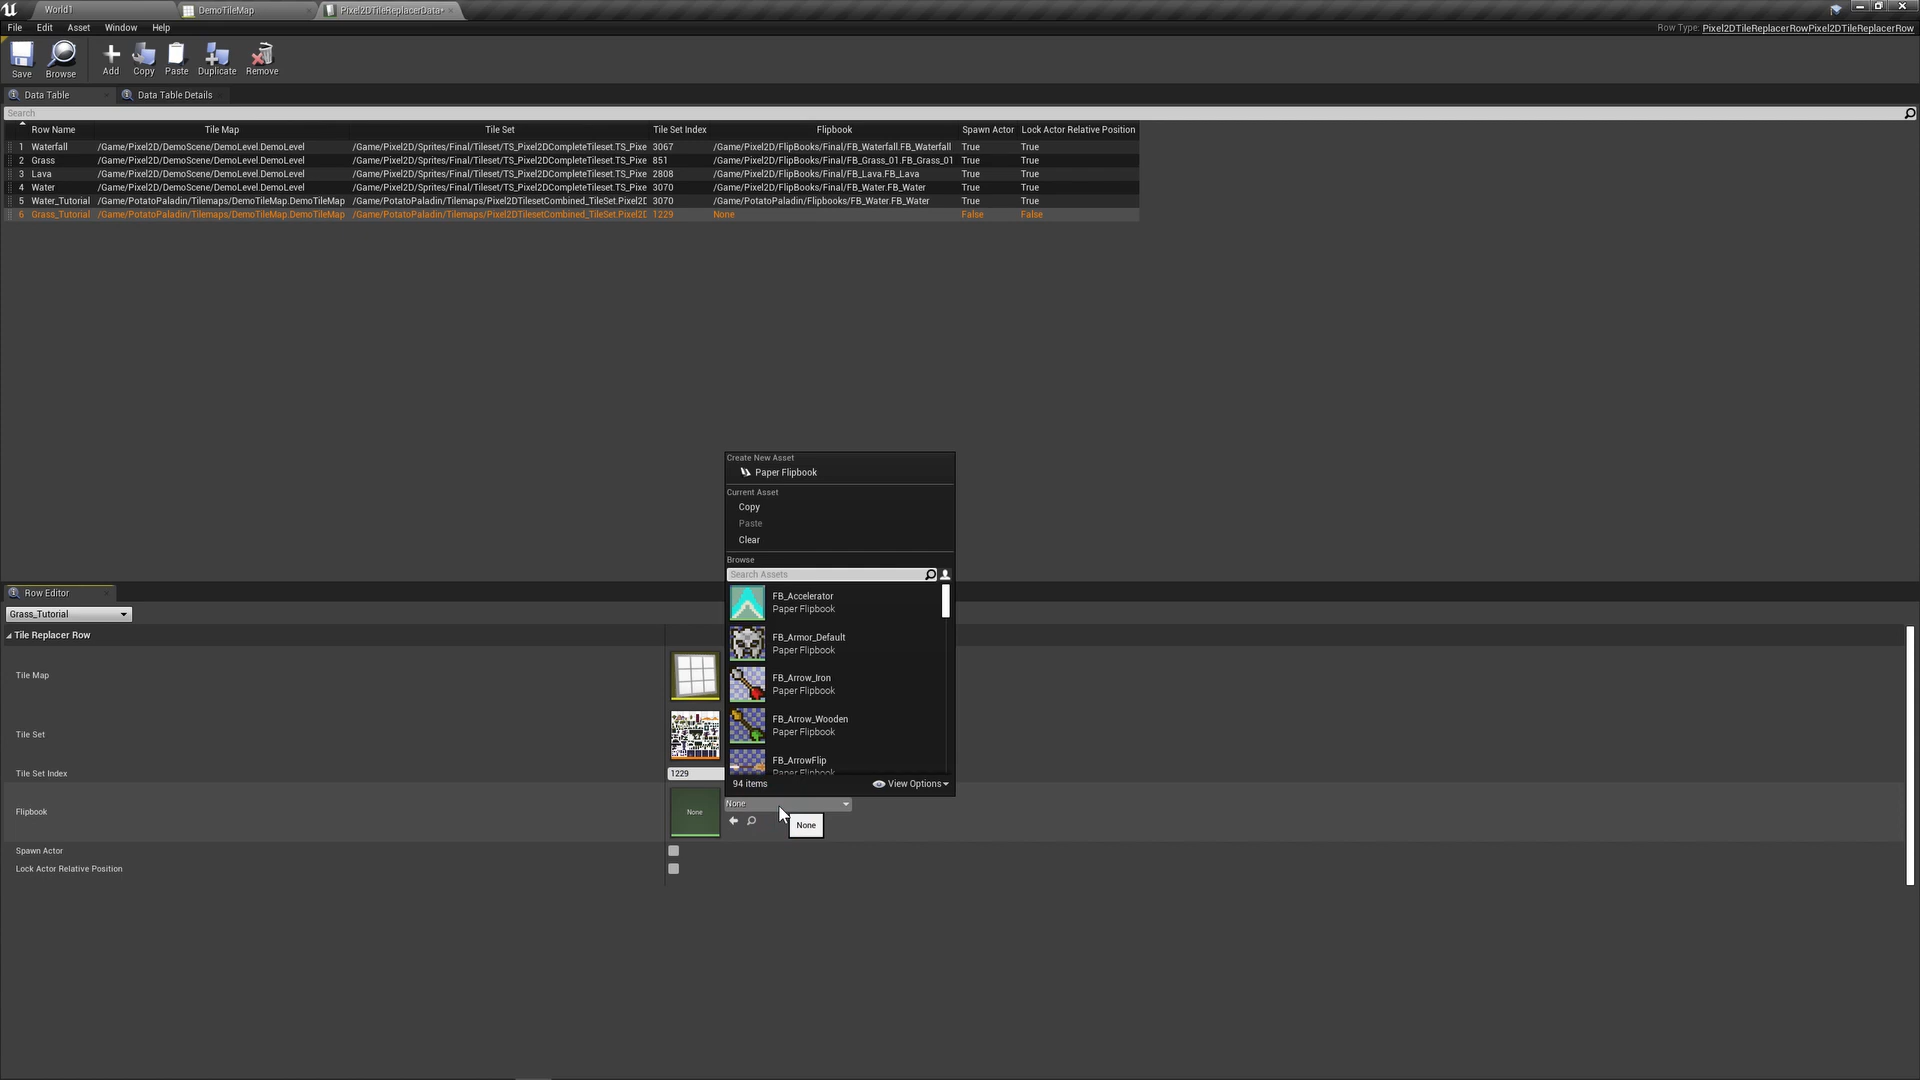 World1
DemoTileMap
Pixel2DTileReplacerData*
File Edit Asset Window Help
Row Type: Pixel2DTileReplacerRowPixel2DTileReplacerRow
Save Browse Add Copy Paste Duplicate Remove
Data Table
Data Table Details
Search
Row Name Tile Map Tile Set Tile Set Index Flipbook Spawn Actor Lock Actor Relative Position
1 Waterfall /Game/Pixel2D/DemoScene/DemoLevel.DemoLevel /Game/Pixel2D/Sprites/Final/Tileset/TS_Pixel2DCompleteTileset.TS_Pixe 3067 /Game/Pixel2D/FlipBooks/Final/FB_Waterfall.FB_Waterfall True True
2 Grass /Game/Pixel2D/DemoScene/DemoLevel.DemoLevel /Game/Pixel2D/Sprites/Final/Tileset/TS_Pixel2DCompleteTileset.TS_Pixe 851 /Game/Pixel2D/FlipBooks/Final/FB_Grass_01.FB_Grass_01 True True
3 Lava /Game/Pixel2D/DemoScene/DemoLevel.DemoLevel /Game/Pixel2D/Sprites/Final/Tileset/TS_Pixel2DCompleteTileset.TS_Pixe 2808 /Game/Pixel2D/FlipBooks/Final/FB_Lava.FB_Lava True True
4 Water /Game/Pixel2D/DemoScene/DemoLevel.DemoLevel /Game/Pixel2D/Sprites/Final/Tileset/TS_Pixel2DCompleteTileset.TS_Pixe 3070 /Game/Pixel2D/FlipBooks/Final/FB_Water.FB_Water True True
5 Water_Tutorial /Game/PotatoPaladin/Tilemaps/DemoTileMap.DemoTileMap /Game/PotatoPaladin/Tilemaps/Pixel2DTilesetCombined_TileSet.Pixel2D 3070 /Game/PotatoPaladin/Flipbooks/FB_Water.FB_Water True True
6 Grass_Tutorial /Game/PotatoPaladin/Tilemaps/DemoTileMap.DemoTileMap /Game/PotatoPaladin/Tilemaps/Pixel2DTilesetCombined_TileSet.Pixel2D 1229 None False False
Create New Asset
Paper Flipbook
Current Asset
Copy
Paste
Clear
Browse
Search Assets
FB_Accelerator
Paper Flipbook
FB_Armor_Default
Paper Flipbook
FB_Arrow_Iron
Paper Flipbook
FB_Arrow_Wooden
Paper Flipbook
FB_ArrowFlip
Paper Flipbook
94 items View Options
Row Editor
Grass_Tutorial
Tile Replacer Row
Tile Map
Tile Set
Tile Set Index 1229
Flipbook None None
None
Spawn Actor
Lock Actor Relative Position